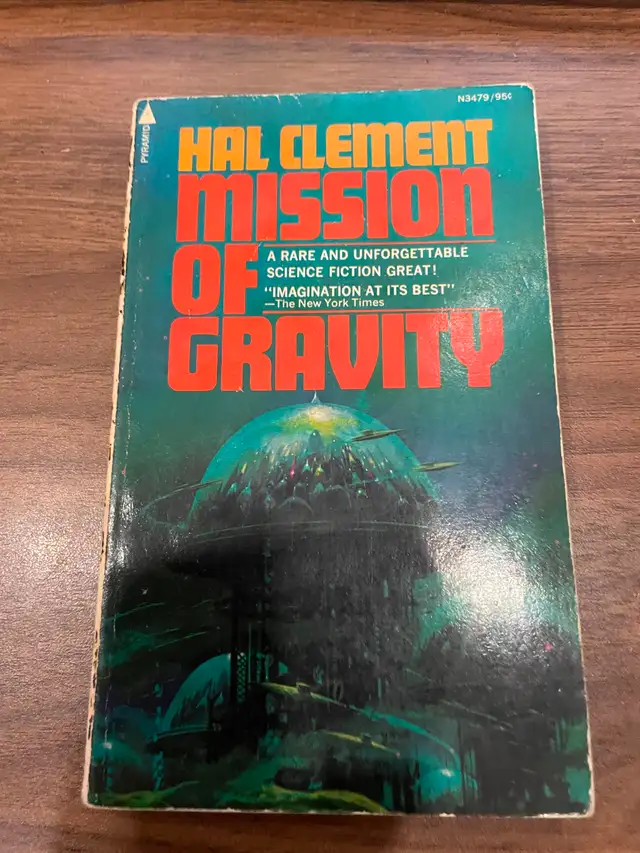 N3479/95¢
PYRAMID
HAL CLEMENT
MISSION
OF
A RARE AND UNFORGETTABLE
SCIENCE FICTION GREAT!
"IMAGINATION AT ITS BEST"
—The New York Times
GRAVITY